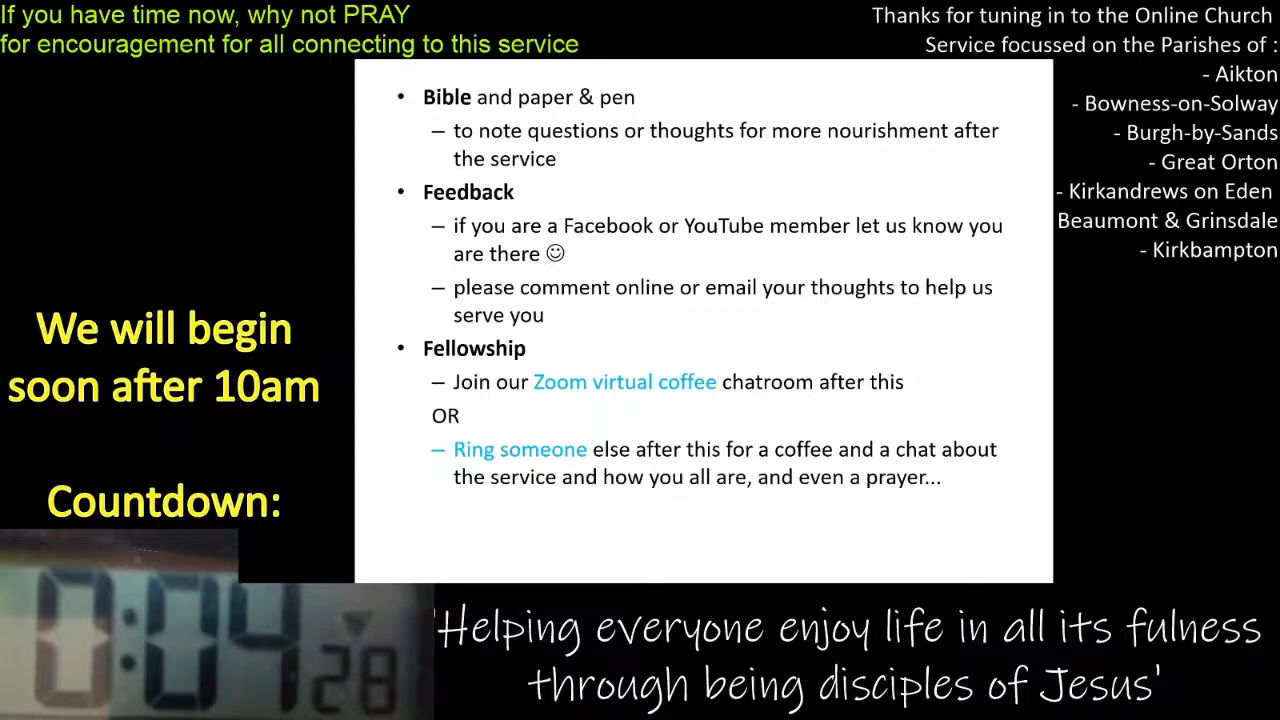 If you have time now, why not PRAY
for encouragement for all connecting to this service
Thanks for tuning in to the Online Church
Service focussed on the Parishes of :
- Aikton
- Bowness-on-Solway
- Burgh-by-Sands
- Great Orton
- Kirkandrews on Eden
Beaumont & Grinsdale
- Kirkbampton
• Bible and paper & pen
– to note questions or thoughts for more nourishment after
the service
• Feedback
– if you are a Facebook or YouTube member let us know you
are there ☺
– please comment online or email your thoughts to help us
serve you
• Fellowship
– Join our Zoom virtual coffee chatroom after this
OR
– Ring someone else after this for a coffee and a chat about
the service and how you all are, and even a prayer...
We will begin
soon after 10am
Countdown:
0:04 28
'Helping everyone enjoy life in all its fulness
through being disciples of Jesus'